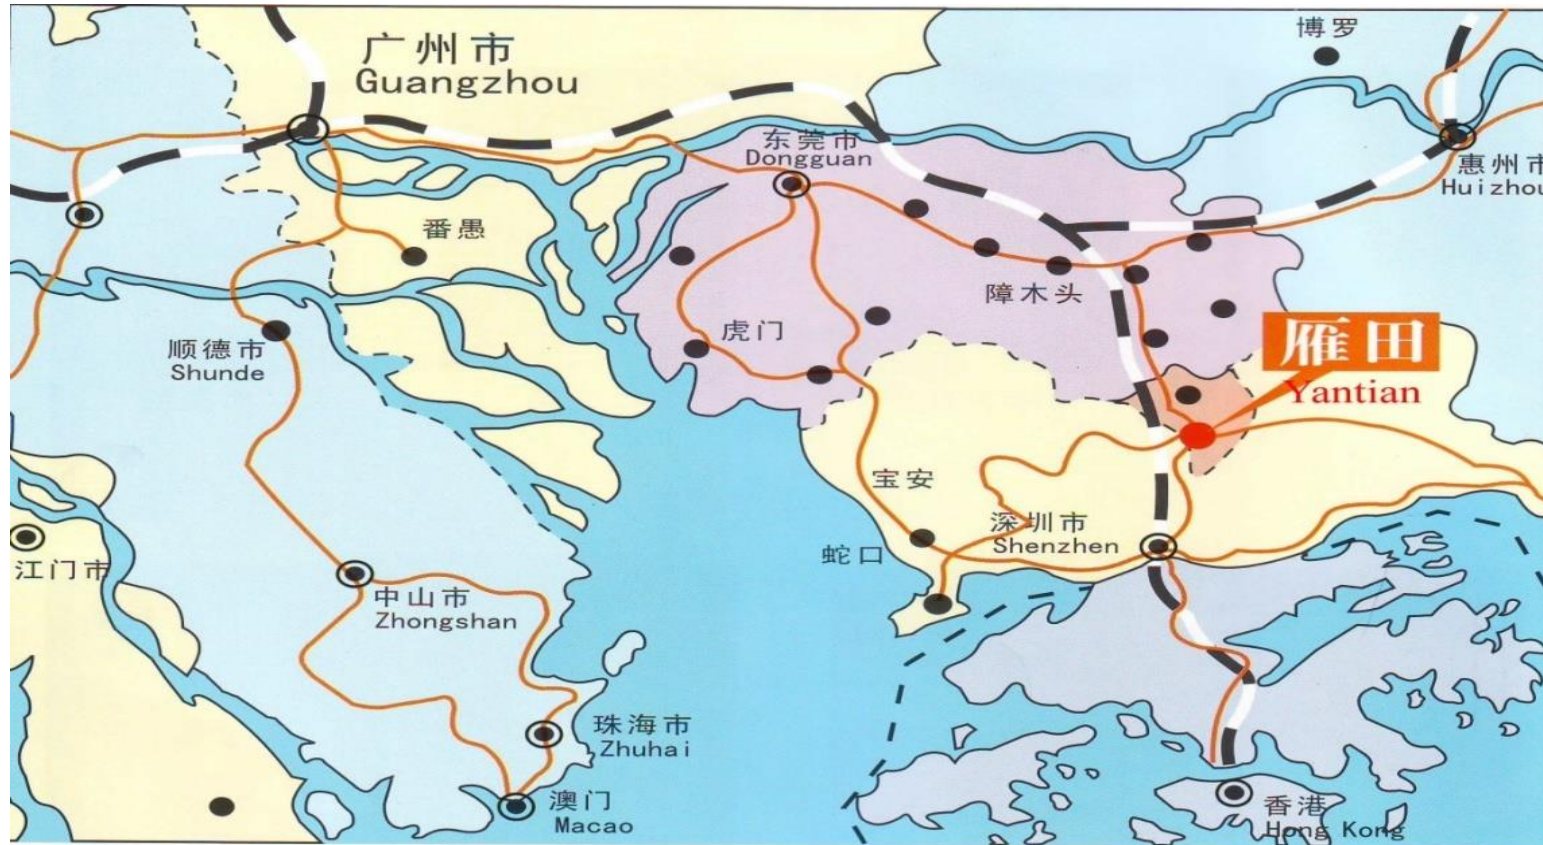 博罗
广州市
Guangzhou
东莞市
Dongguan
惠州市
Huizhou
番愚
障木头
虎门
雁田
Yantian
顺德市
Shunde
宝安
深圳市
Shenzhen
蛇口
江门市
中山市
Zhongshan
珠海市
Zhuhai
澳门
Macao
香港
Hong Kong